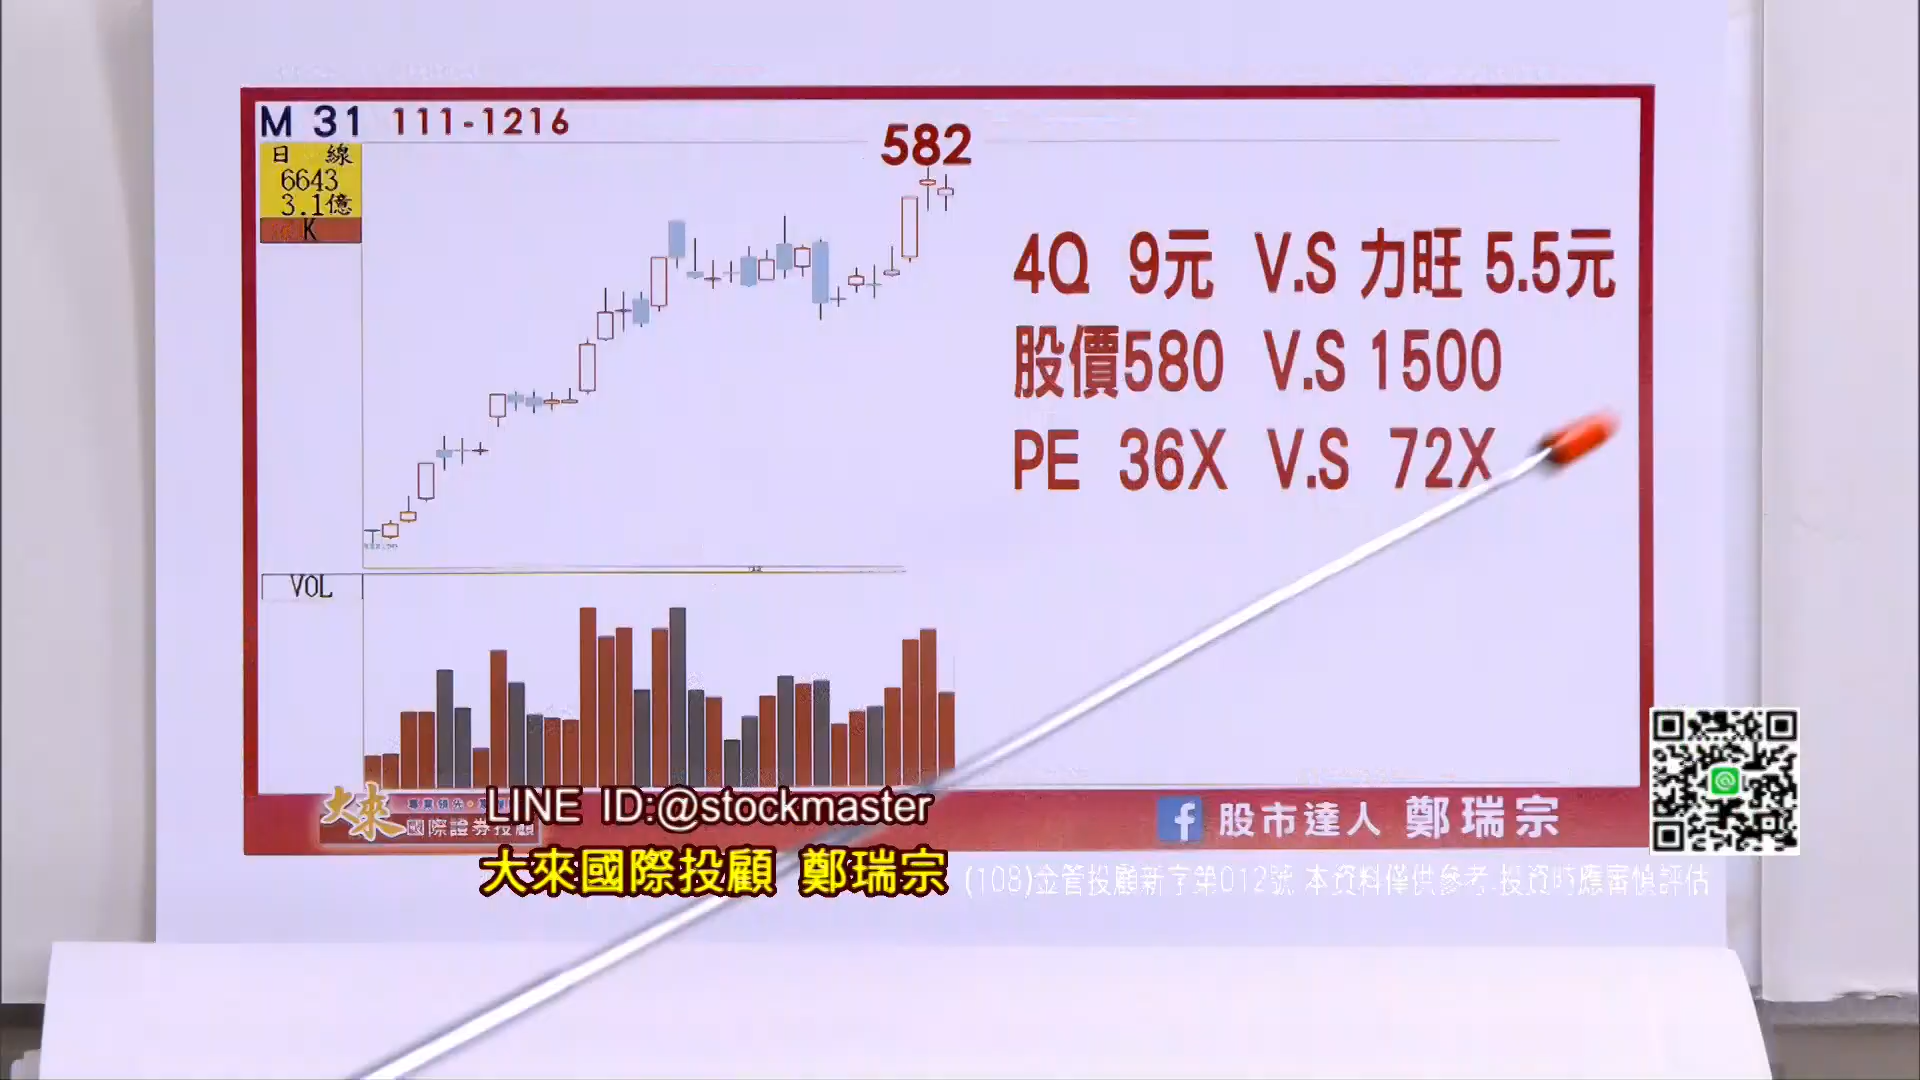 M 31 111-1216
582
日 線
6643
3.1億
K
4Q 9元 V.S 力旺 5.5元
股價580 V.S 1500
PE 36X V.S 72X
VOL
大來
國際證券投顧
LINE ID:@stockmaster
股市達人 鄭瑞宗
大來國際投顧 鄭瑞宗
(108)金管投顧新字第012號 本資料僅供參考.投資時應審慎評估